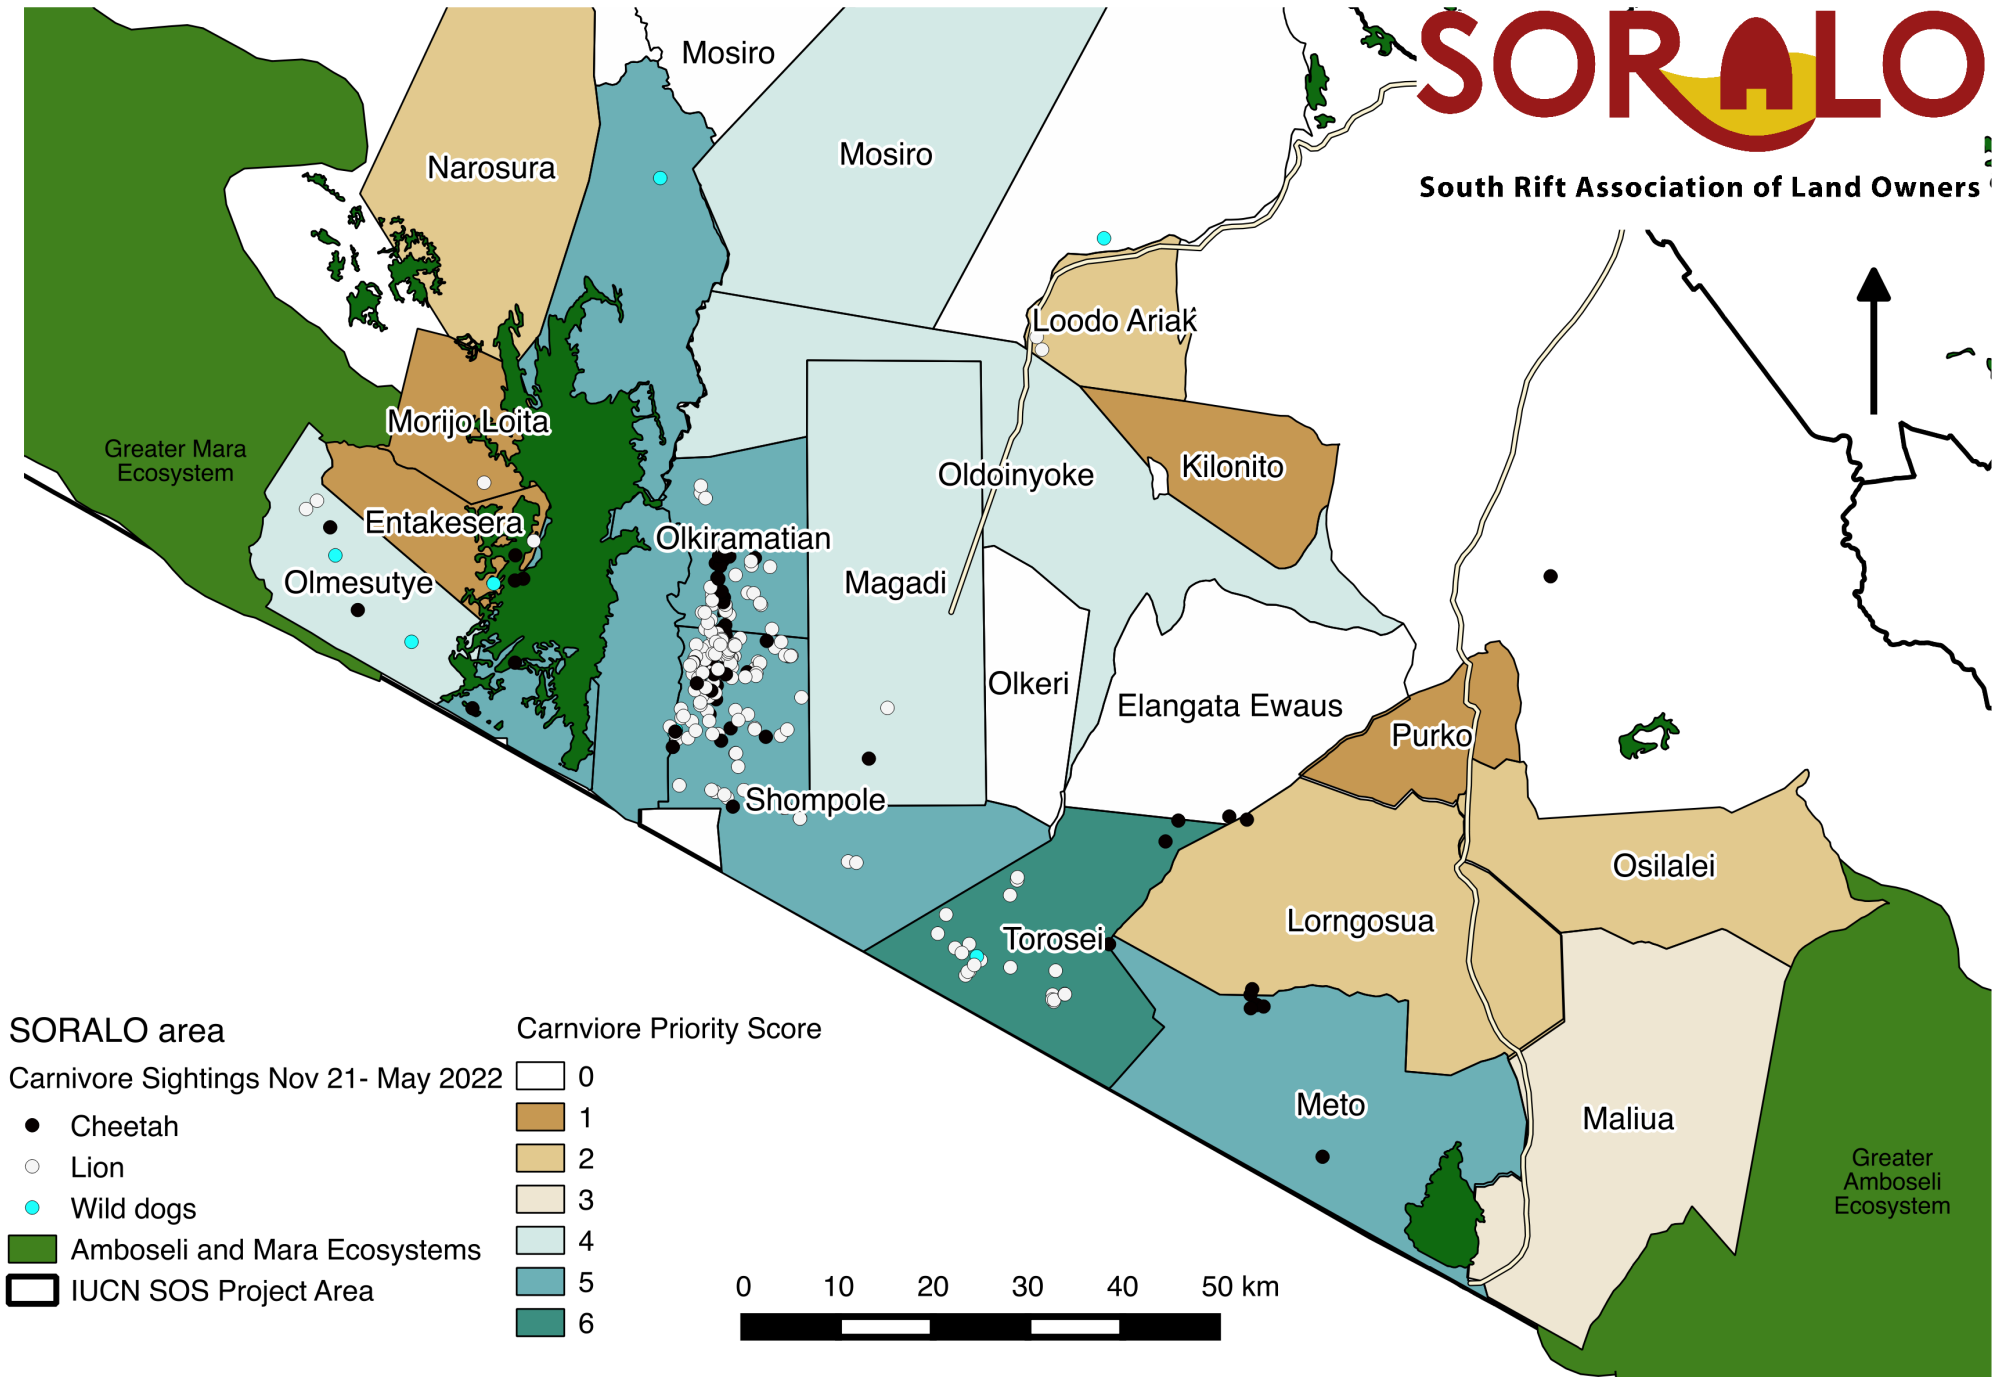 SORALO
South Rift Association of Land Owners
Mosiro
Mosiro
Narosura
Loodo Ariak
Morijo Loita
Greater Mara
Ecosystem
Kilonito
Oldoinyoke
Entakesera
Olkiramatian
Olmesutye
Magadi
Olkeri
Elangata Ewaus
Purko
Shompole
Osilalei
Lorngosua
Torosei
Meto
Maliua
Greater
Amboseli
Ecosystem
SORALO area
Carnivore Sightings Nov 21- May 2022
Cheetah
Lion
Wild dogs
Amboseli and Mara Ecosystems
IUCN SOS Project Area
Carnviore Priority Score
0
1
2
3
4
5
6
0 10 20 30 40 50 km